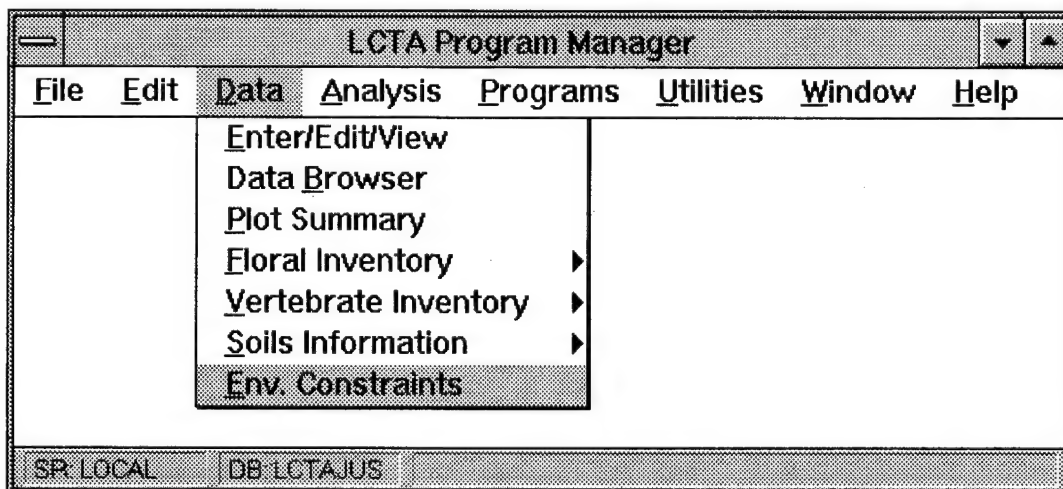 LCTA Program Manager
File Edit Data Analysis Programs Utilities Window Help
Enter/Edit/View
Data Browser
Plot Summary
Floral Inventory
Vertebrate Inventory
Soils Information
Env. Constraints
SR: LOCAL DB: LCTAJUS